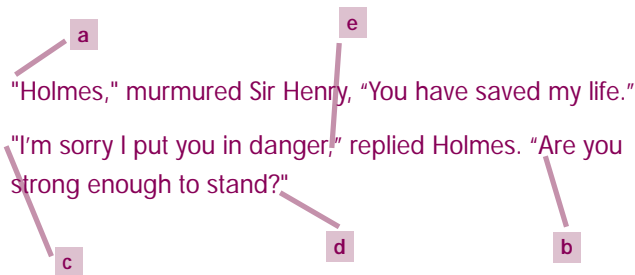 a
e
"Holmes," murmured Sir Henry, “You have saved my life.”
"I'm sorry I put you in danger,” replied Holmes. “Are you
strong enough to stand?"
d
b
c